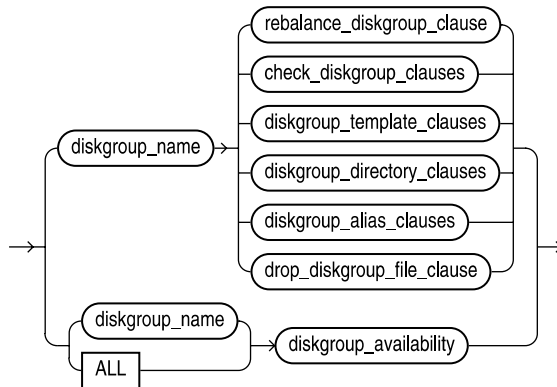 rebalance_diskgroup_clause
check_diskgroup_clauses
diskgroup_template_clauses
diskgroup_name
diskgroup_directory_clauses
diskgroup_alias_clauses
drop_diskgroup_file_clause
diskgroup_name
diskgroup_availability
ALL